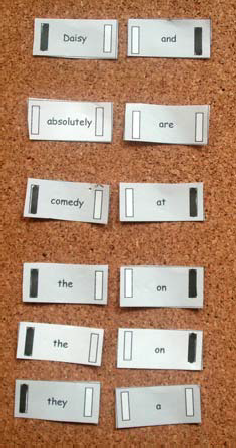 Daisy and
absolutely are
comedy at
the on
the on
they a